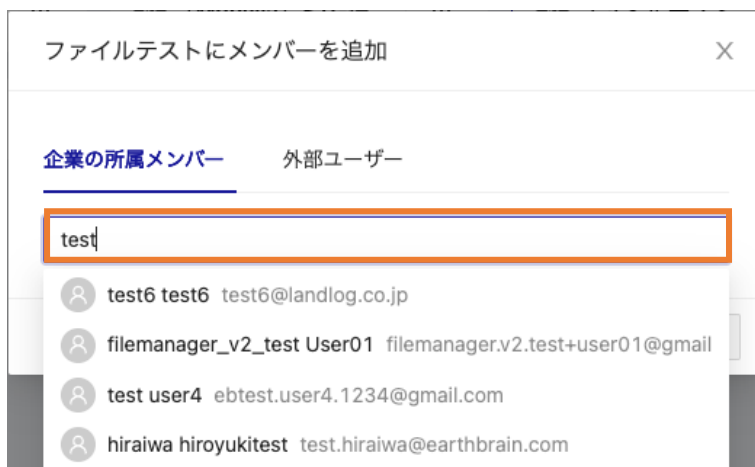 ファイルテストにメンバーを追加
企業の所属メンバー 外部ユーザー
test
test6 test6 test6@landlog.co.jp
filemanager_v2_test User01 filemanager.v2.test+user01@gmail
test user4 ebtest.user4.1234@gmail.com
hiraiwa hiroyukitest test.hiraiwa@earthbrain.com